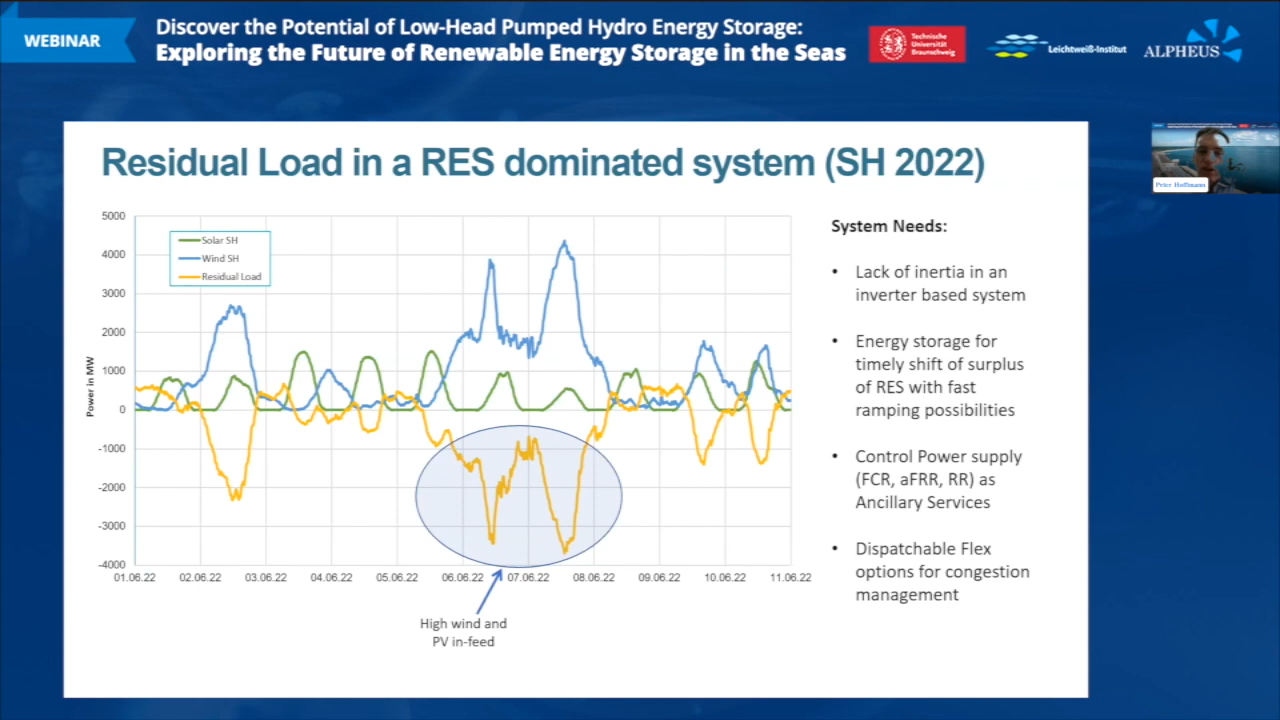 WEBINAR
Discover the Potential of Low-Head Pumped Hydro Energy Storage:
Exploring the Future of Renewable Energy Storage in the Seas
Technische
Universität
Braunschweig
Leichtweiß-Institut
ALPHEUS
Peter Hoffmann
Residual Load in a RES dominated system (SH 2022)
5000
4000
3000
2000
1000
0
-1000
-2000
-3000
-4000
Power in MW
Solar SH
Wind SH
Residual Load
01.06.22 02.06.22 03.06.22 04.06.22 05.06.22 06.06.22 07.06.22 08.06.22 09.06.22 10.06.22 11.06.22
High wind and
PV in-feed
System Needs:
• Lack of inertia in an
inverter based system
• Energy storage for
timely shift of surplus
of RES with fast
ramping possibilities
• Control Power supply
(FCR, aFRR, RR) as
Ancillary Services
• Dispatchable Flex
options for congestion
management